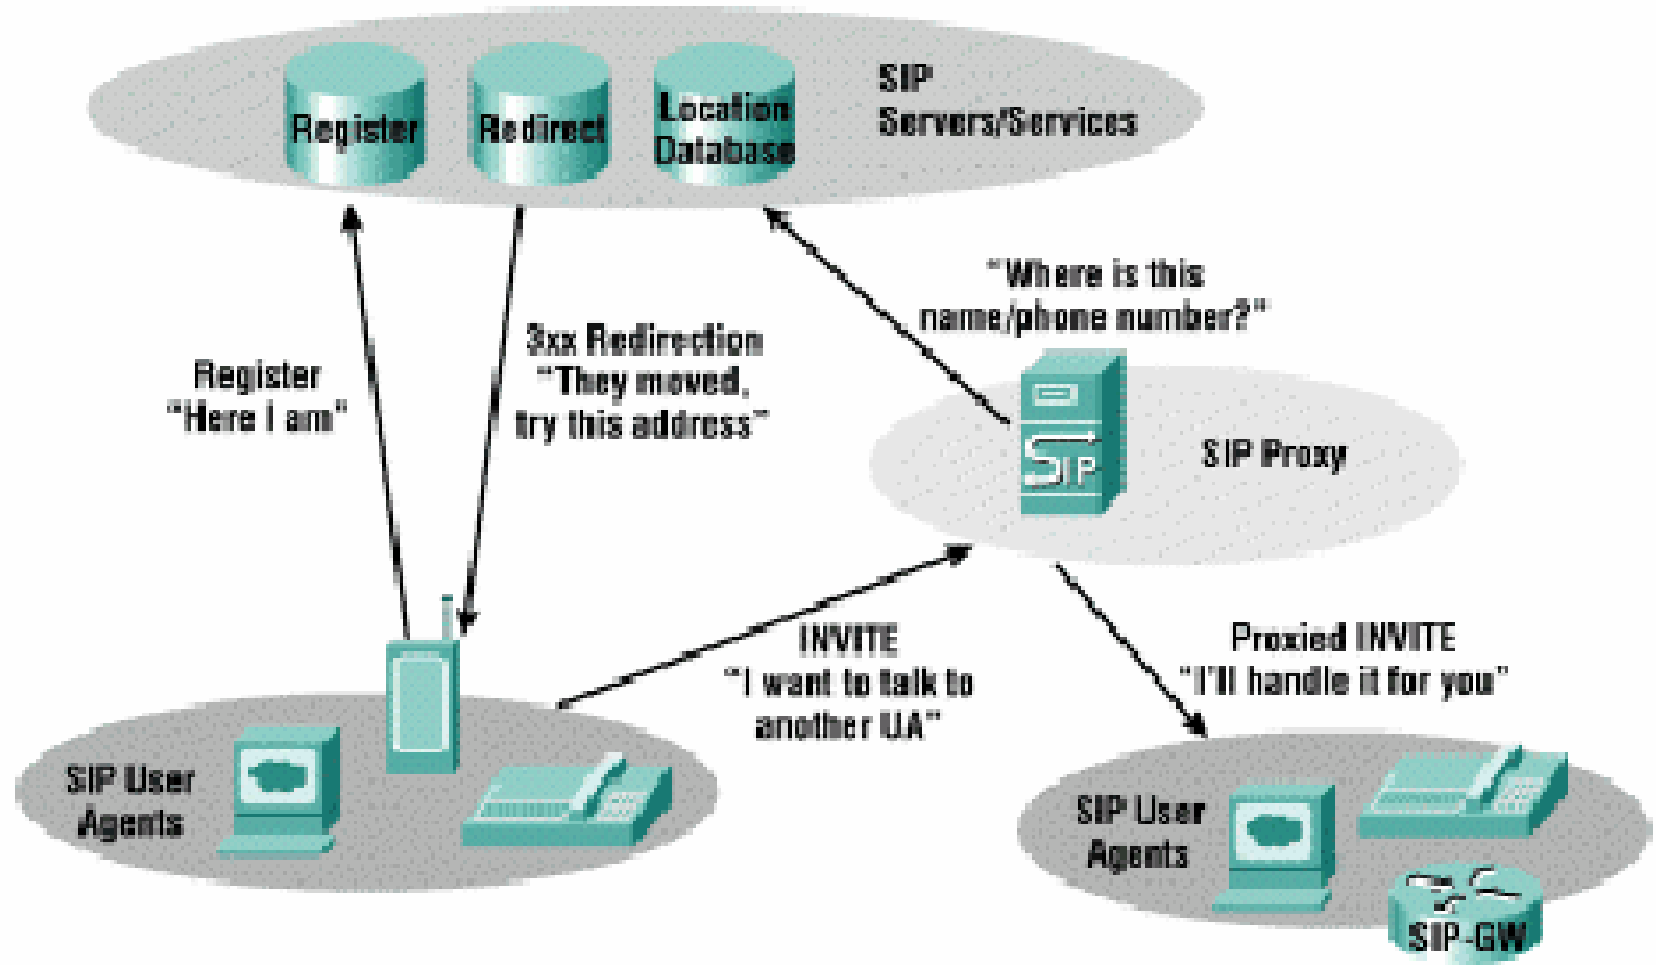 Register
Redirect
Location
Database
SIP
Servers/Services
"Where is this
name/phone number?"
3xx Redirection
"They moved,
try this address"
Register
"Here I am"
SIP
SIP Proxy
INVITE
"I want to talk to
another UA"
Proxied INVITE
"I'll handle it for you"
SIP User
Agents
SIP User
Agents
SIP-GW